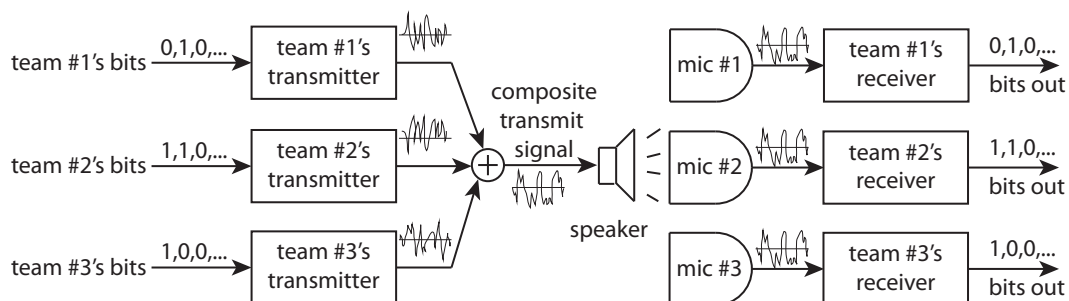 team #1's bits
0,1,0,...
team #1's
transmitter
team #2's bits
1,1,0,...
team #2's
transmitter
team #3's bits
1,0,0,...
team #3's
transmitter
+
composite
transmit
signal
speaker
mic #1
team #1's
receiver
0,1,0,...
bits out
mic #2
team #2's
receiver
1,1,0,...
bits out
mic #3
team #3's
receiver
1,0,0,...
bits out